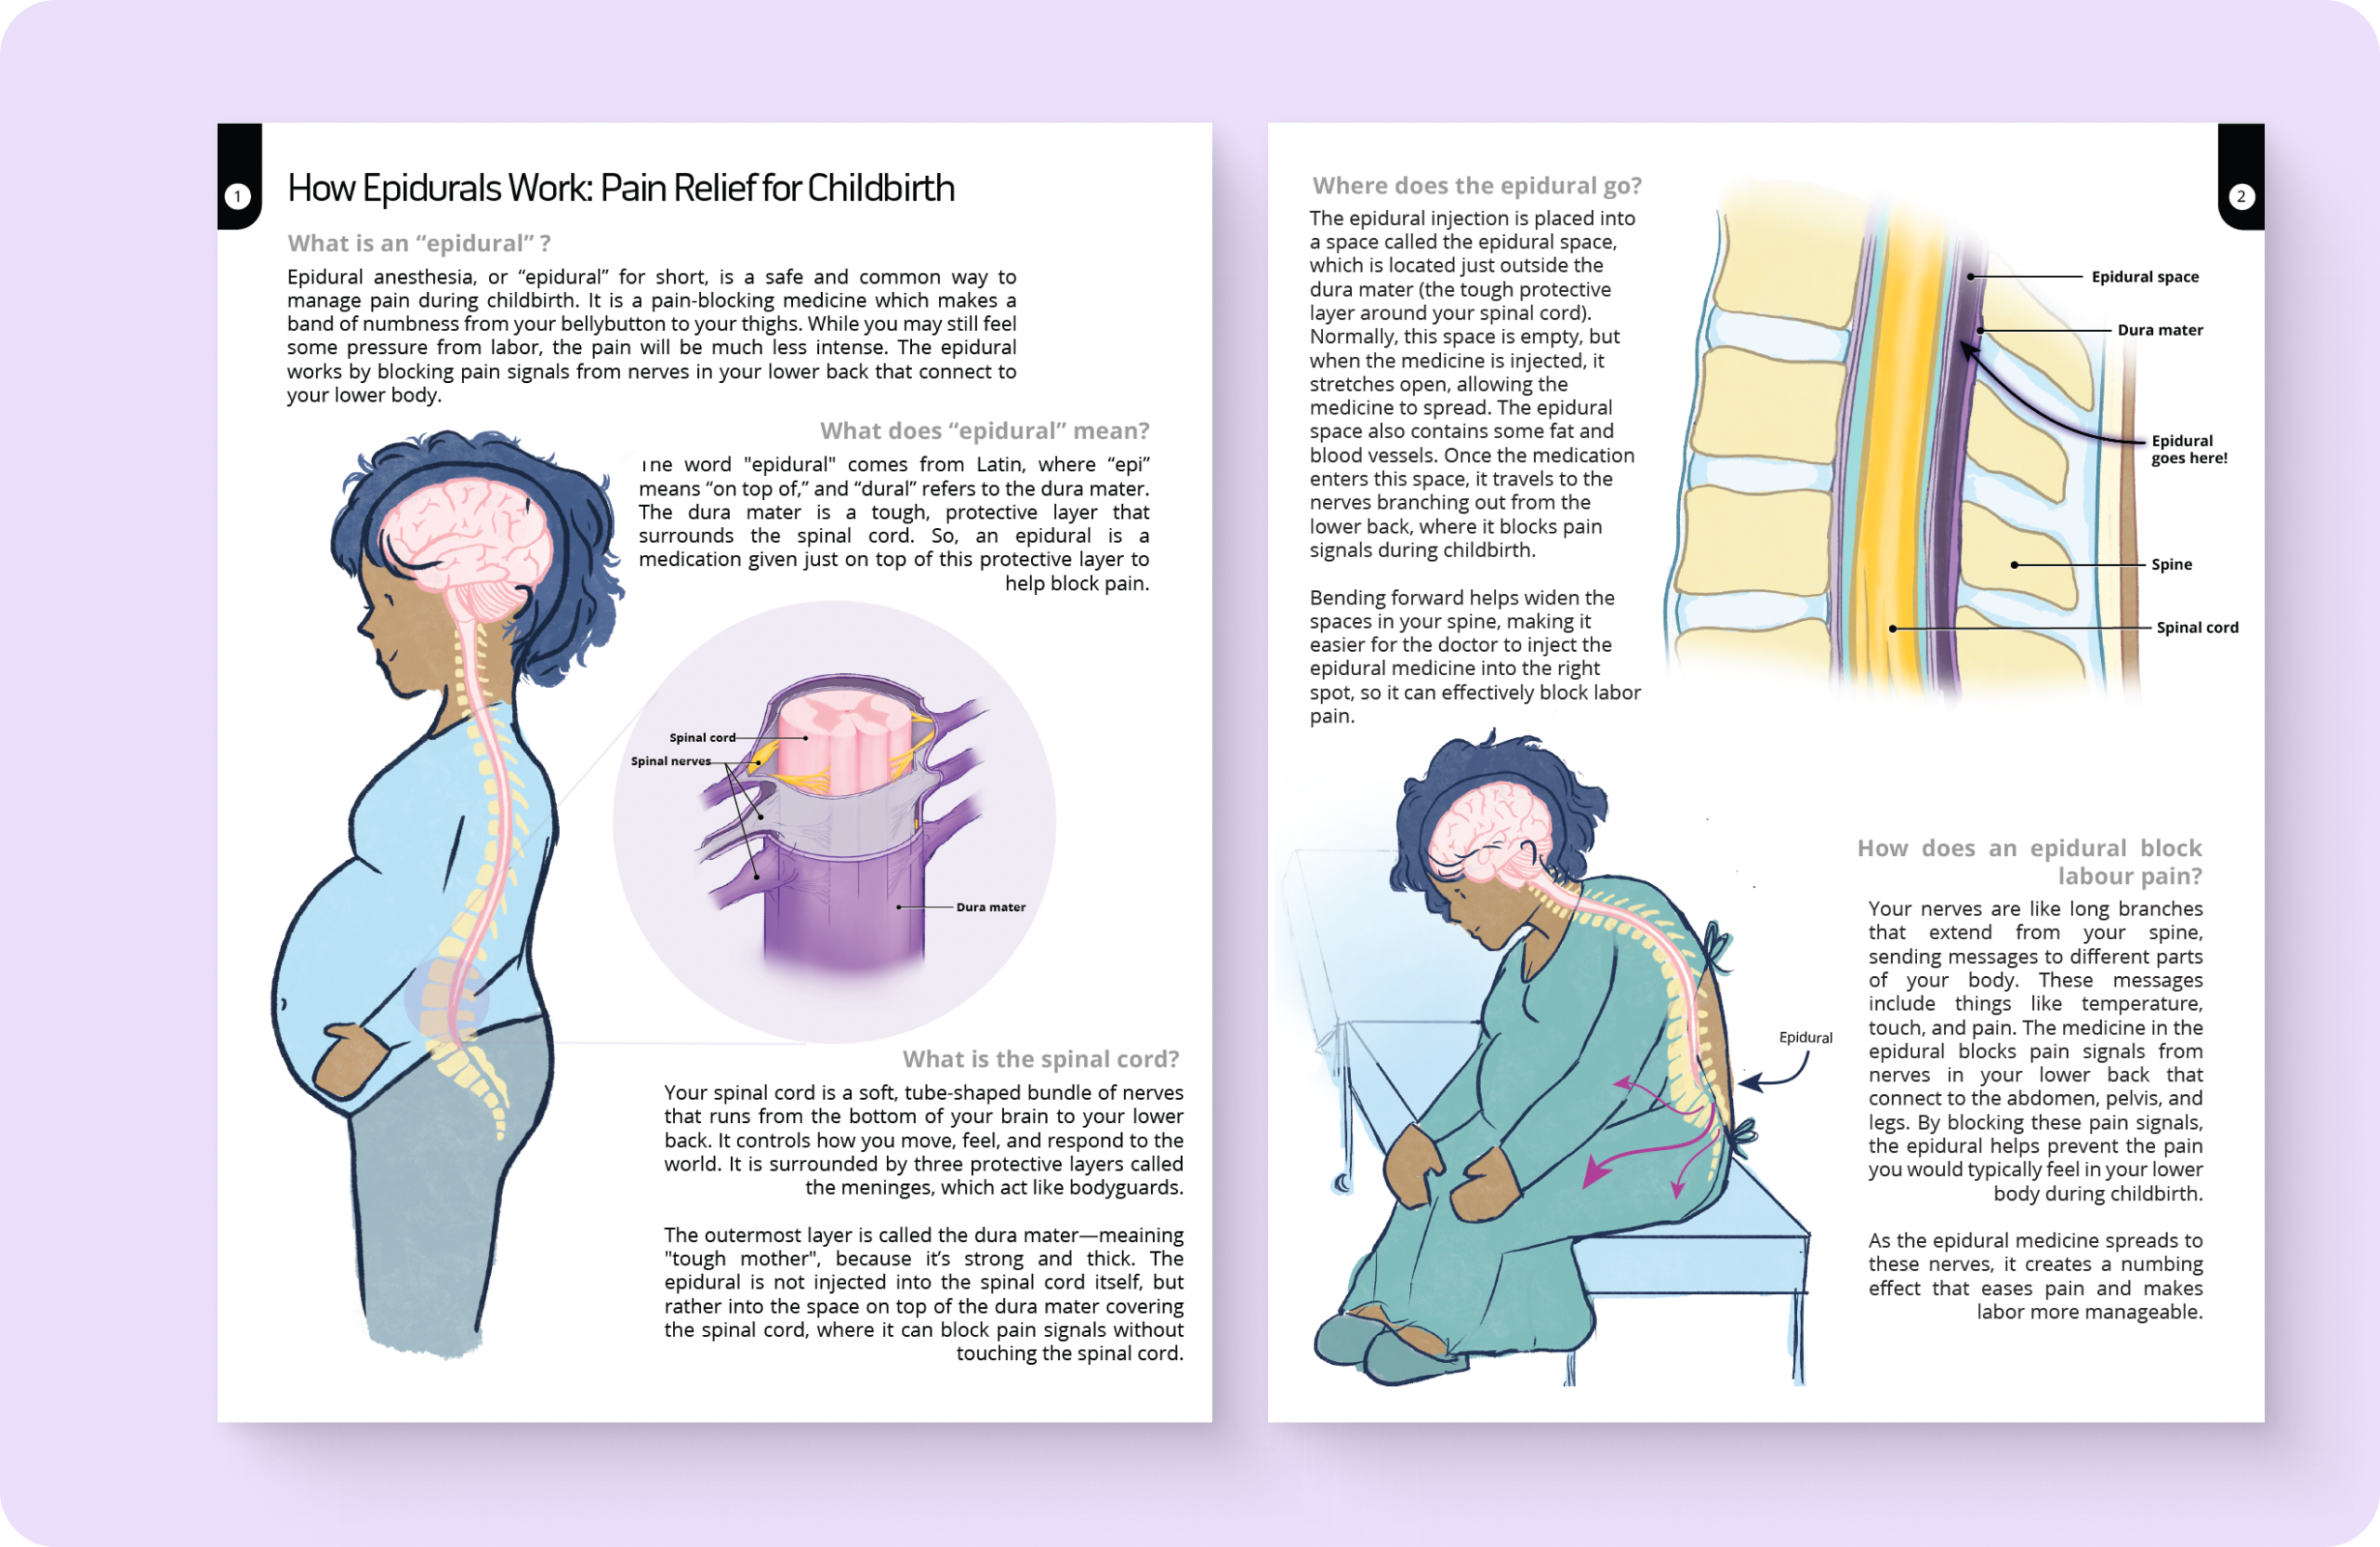 1
How Epidurals Work: Pain Relief for Childbirth
What is an “epidural” ?
Epidural anesthesia, or “epidural” for short, is a safe and common way to
manage pain during childbirth. It is a pain-blocking medicine which makes a
band of numbness from your bellybutton to your thighs. While you may still feel
some pressure from labor, the pain will be much less intense. The epidural
works by blocking pain signals from nerves in your lower back that connect to
your lower body.
What does “epidural” mean?
The word "epidural" comes from Latin, where “epi”
means “on top of,” and “dural” refers to the dura mater.
The dura mater is a tough, protective layer that
surrounds the spinal cord. So, an epidural is a
medication given just on top of this protective layer to
help block pain.
Spinal cord
Spinal nerves
Dura mater
What is the spinal cord?
Your spinal cord is a soft, tube-shaped bundle of nerves
that runs from the bottom of your brain to your lower
back. It controls how you move, feel, and respond to the
world. It is surrounded by three protective layers called
the meninges, which act like bodyguards.
The outermost layer is called the dura mater—meaining
"tough mother", because it’s strong and thick. The
epidural is not injected into the spinal cord itself, but
rather into the space on top of the dura mater covering
the spinal cord, where it can block pain signals without
touching the spinal cord.
2
Where does the epidural go?
The epidural injection is placed into
a space called the epidural space,
which is located just outside the
dura mater (the tough protective
layer around your spinal cord).
Normally, this space is empty, but
when the medicine is injected, it
stretches open, allowing the
medicine to spread. The epidural
space also contains some fat and
blood vessels. Once the medication
enters this space, it travels to the
nerves branching out from the
lower back, where it blocks pain
signals during childbirth.
Bending forward helps widen the
spaces in your spine, making it
easier for the doctor to inject the
epidural medicine into the right
spot, so it can effectively block labor
pain.
Epidural space
Dura mater
Epidural
goes here!
Spine
Spinal cord
Epidural
How does an epidural block
labour pain?
Your nerves are like long branches
that extend from your spine,
sending messages to different parts
of your body. These messages
include things like temperature,
touch, and pain. The medicine in the
epidural blocks pain signals from
nerves in your lower back that
connect to the abdomen, pelvis, and
legs. By blocking these pain signals,
the epidural helps prevent the pain
you would typically feel in your lower
body during childbirth.
As the epidural medicine spreads to
these nerves, it creates a numbing
effect that eases pain and makes
labor more manageable.